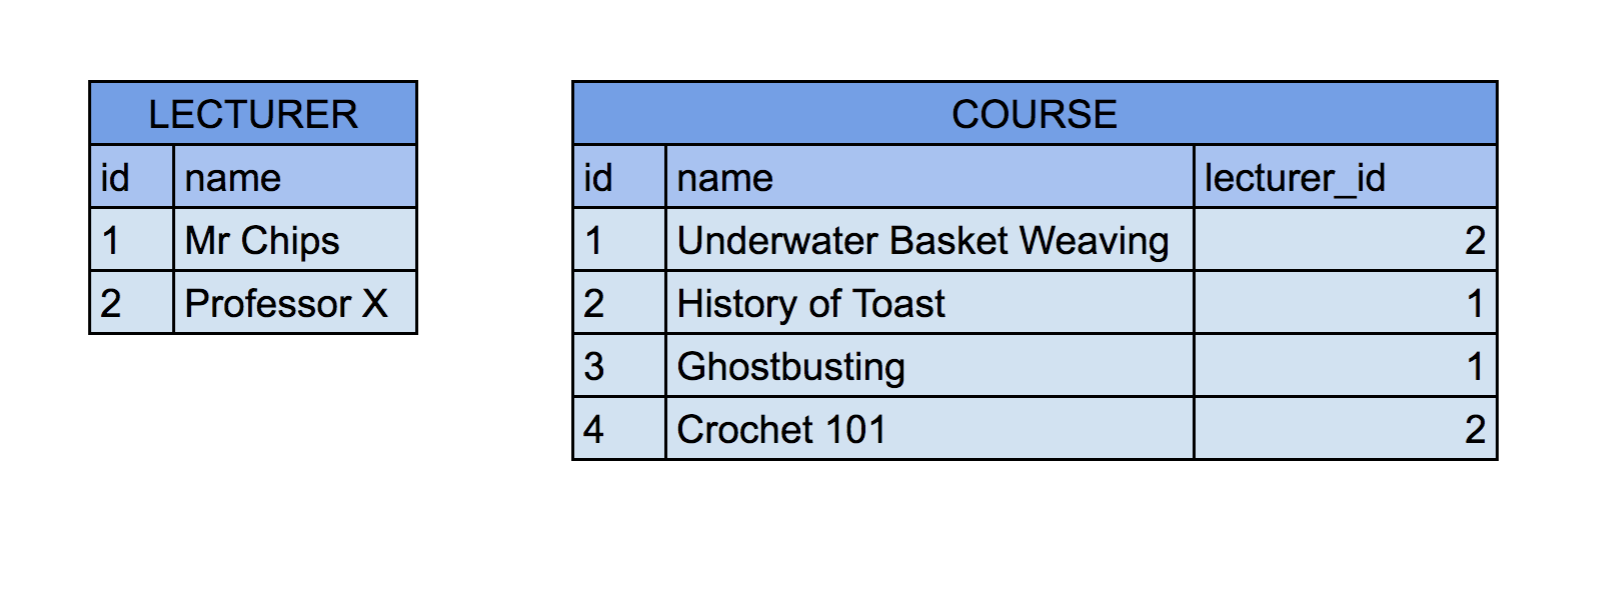 LECTURER
id name
1 Mr Chips
2 Professor X
COURSE
id name lecturer_id
1 Underwater Basket Weaving 2
2 History of Toast 1
3 Ghostbusting 1
4 Crochet 101 2